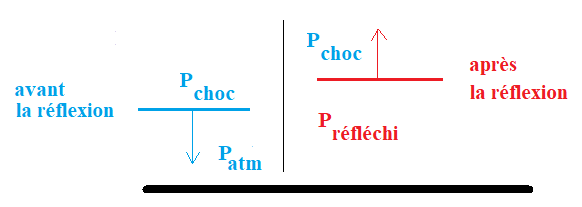 avant
la réflexion
P choc
P atm
P choc
P réfléchi
après
la réflexion